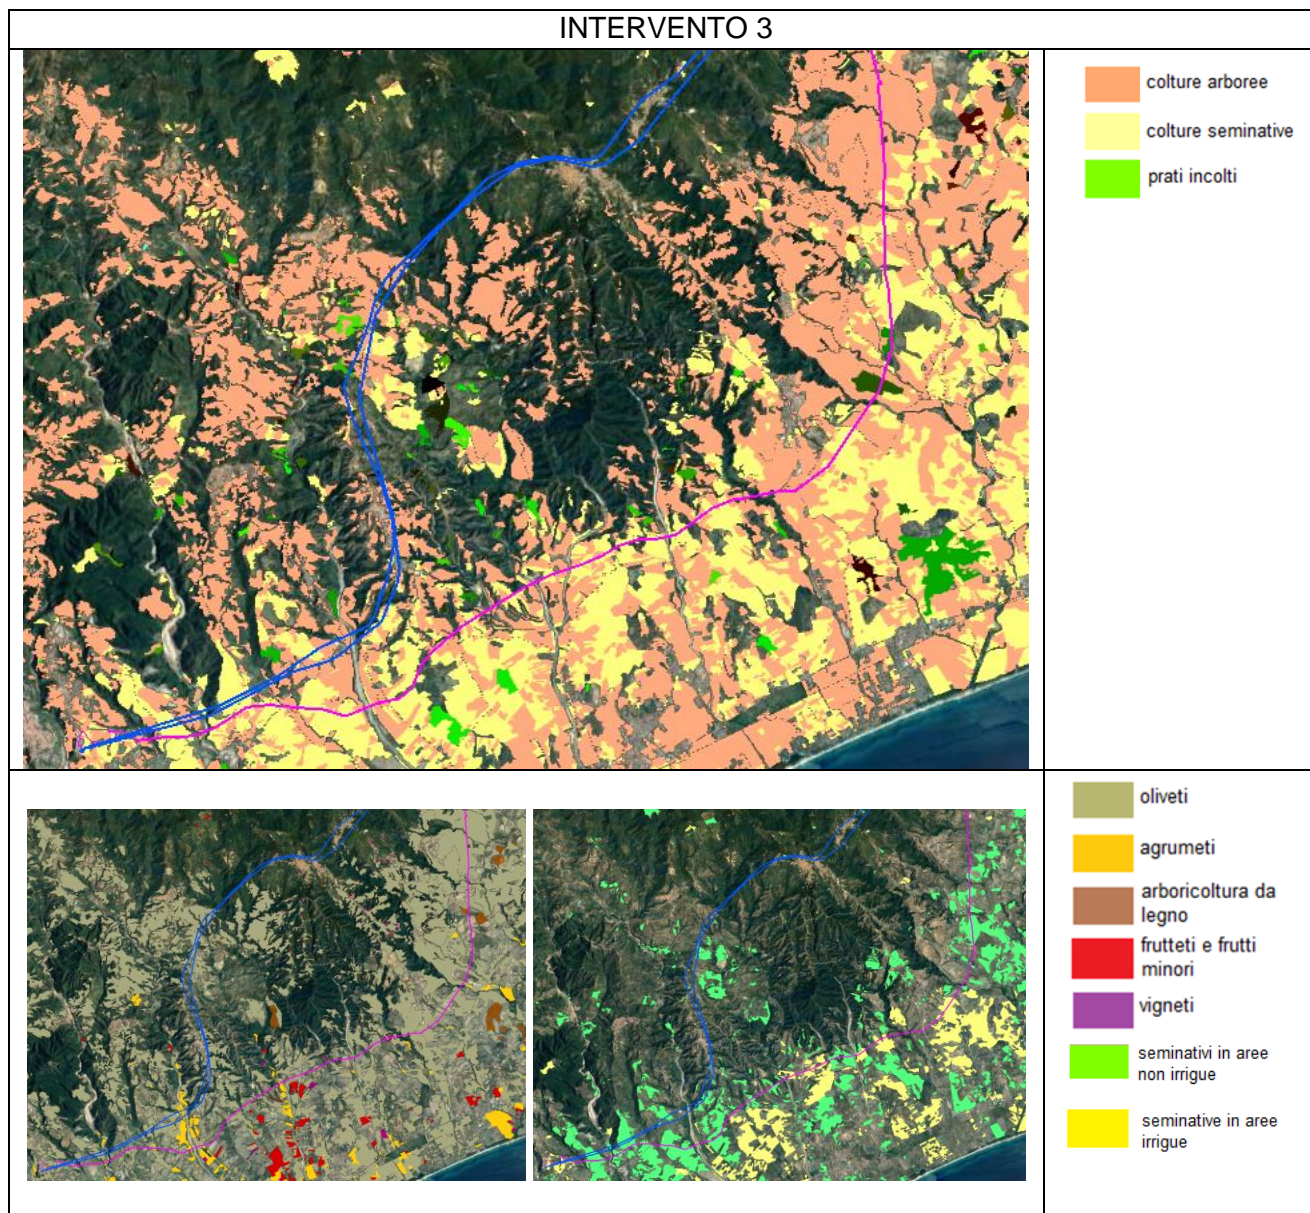 INTERVENTO 3
colture arboree
colture seminative
prati incolti
oliveti
agrumeti
arboricoltura da
legno
frutteti e frutti
minori
vigneti
seminativi in aree
non irrigue
seminative in aree
irrigue